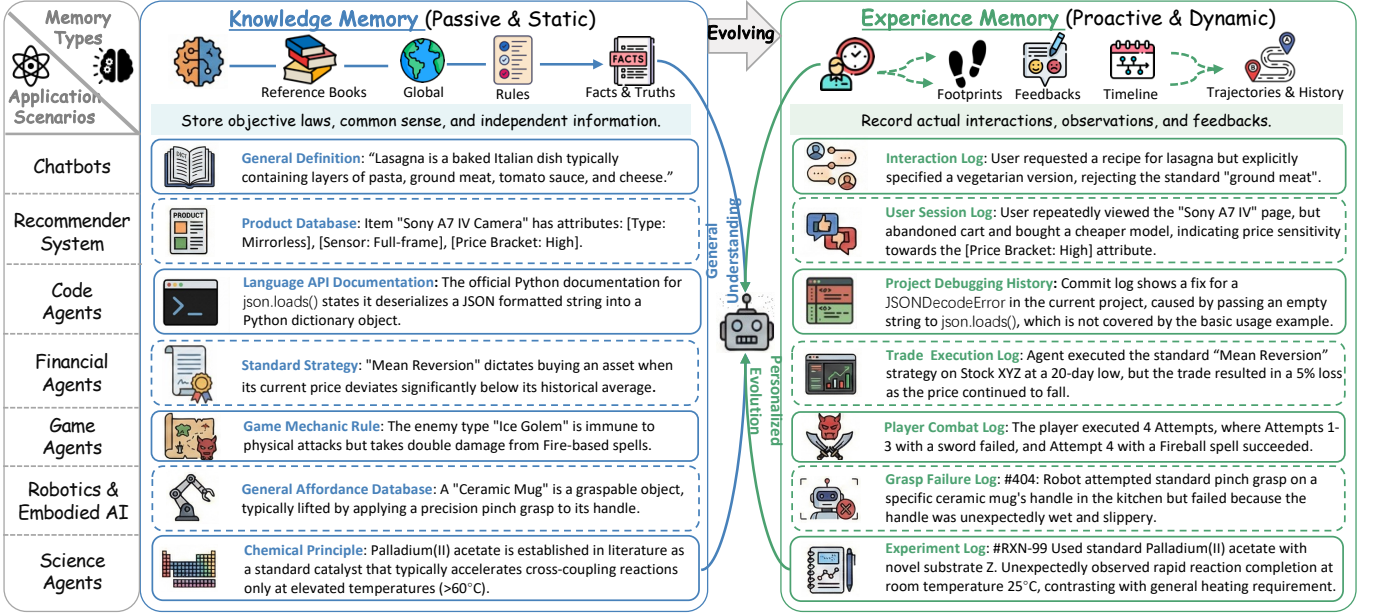 Memory
Types
Application
Scenarios
Knowledge Memory (Passive & Static)
Reference Books
Global
Rules
FACTS
Facts & Truths
Store objective laws, common sense, and independent information.
Evolving
Experience Memory (Proactive & Dynamic)
Footprints
Feedbacks
Timeline
A
B
Trajectories & History
Record actual interactions, observations, and feedbacks.
Chatbots
DICT
General Definition: “Lasagna is a baked Italian dish typically
containing layers of pasta, ground meat, tomato sauce, and cheese.”
Interaction Log: User requested a recipe for lasagna but explicitly
specified a vegetarian version, rejecting the standard "ground meat".
Recommender
System
PRODUCT
Product Database: Item "Sony A7 IV Camera" has attributes: [Type:
Mirrorless], [Sensor: Full-frame], [Price Bracket: High].
User Session Log: User repeatedly viewed the "Sony A7 IV" page, but
abandoned cart and bought a cheaper model, indicating price sensitivity
towards the [Price Bracket: High] attribute.
General
Understanding
Code
Agents
Language API Documentation: The official Python documentation for
json.loads() states it deserializes a JSON formatted string into a
Python dictionary object.
Project Debugging History: Commit log shows a fix for a
JSONDecodeError in the current project, caused by passing an empty
string to json.loads(), which is not covered by the basic usage example.
Financial
Agents
Standard Strategy: "Mean Reversion" dictates buying an asset when
its current price deviates significantly below its historical average.
Trade Execution Log: Agent executed the standard “Mean Reversion”
strategy on Stock XYZ at a 20-day low, but the trade resulted in a 5% loss
as the price continued to fall.
Personalized
Evolution
Game
Agents
Game Mechanic Rule: The enemy type "Ice Golem" is immune to
physical attacks but takes double damage from Fire-based spells.
Player Combat Log: The player executed 4 Attempts, where Attempts 1-
3 with a sword failed, and Attempt 4 with a Fireball spell succeeded.
Robotics &
Embodied AI
General Affordance Database: A "Ceramic Mug" is a graspable object,
typically lifted by applying a precision pinch grasp to its handle.
Grasp Failure Log: #404: Robot attempted standard pinch grasp on a
specific ceramic mug's handle in the kitchen but failed because the
handle was unexpectedly wet and slippery.
Science
Agents
Chemical Principle: Palladium(II) acetate is established in literature as
a standard catalyst that typically accelerates cross-coupling reactions
only at elevated temperatures (>60°C).
Experiment Log: #RXN-99 Used standard Palladium(II) acetate with
novel substrate Z. Unexpectedly observed rapid reaction completion at
room temperature 25°C, contrasting with general heating requirement.